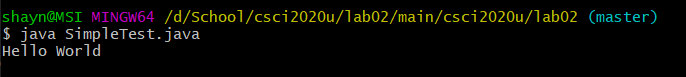 shayn@MSI MINGW64 /d/School/csci2020u/lab02/main/csci2020u/lab02 (master)
$ java SimpleTest.java
Hello World